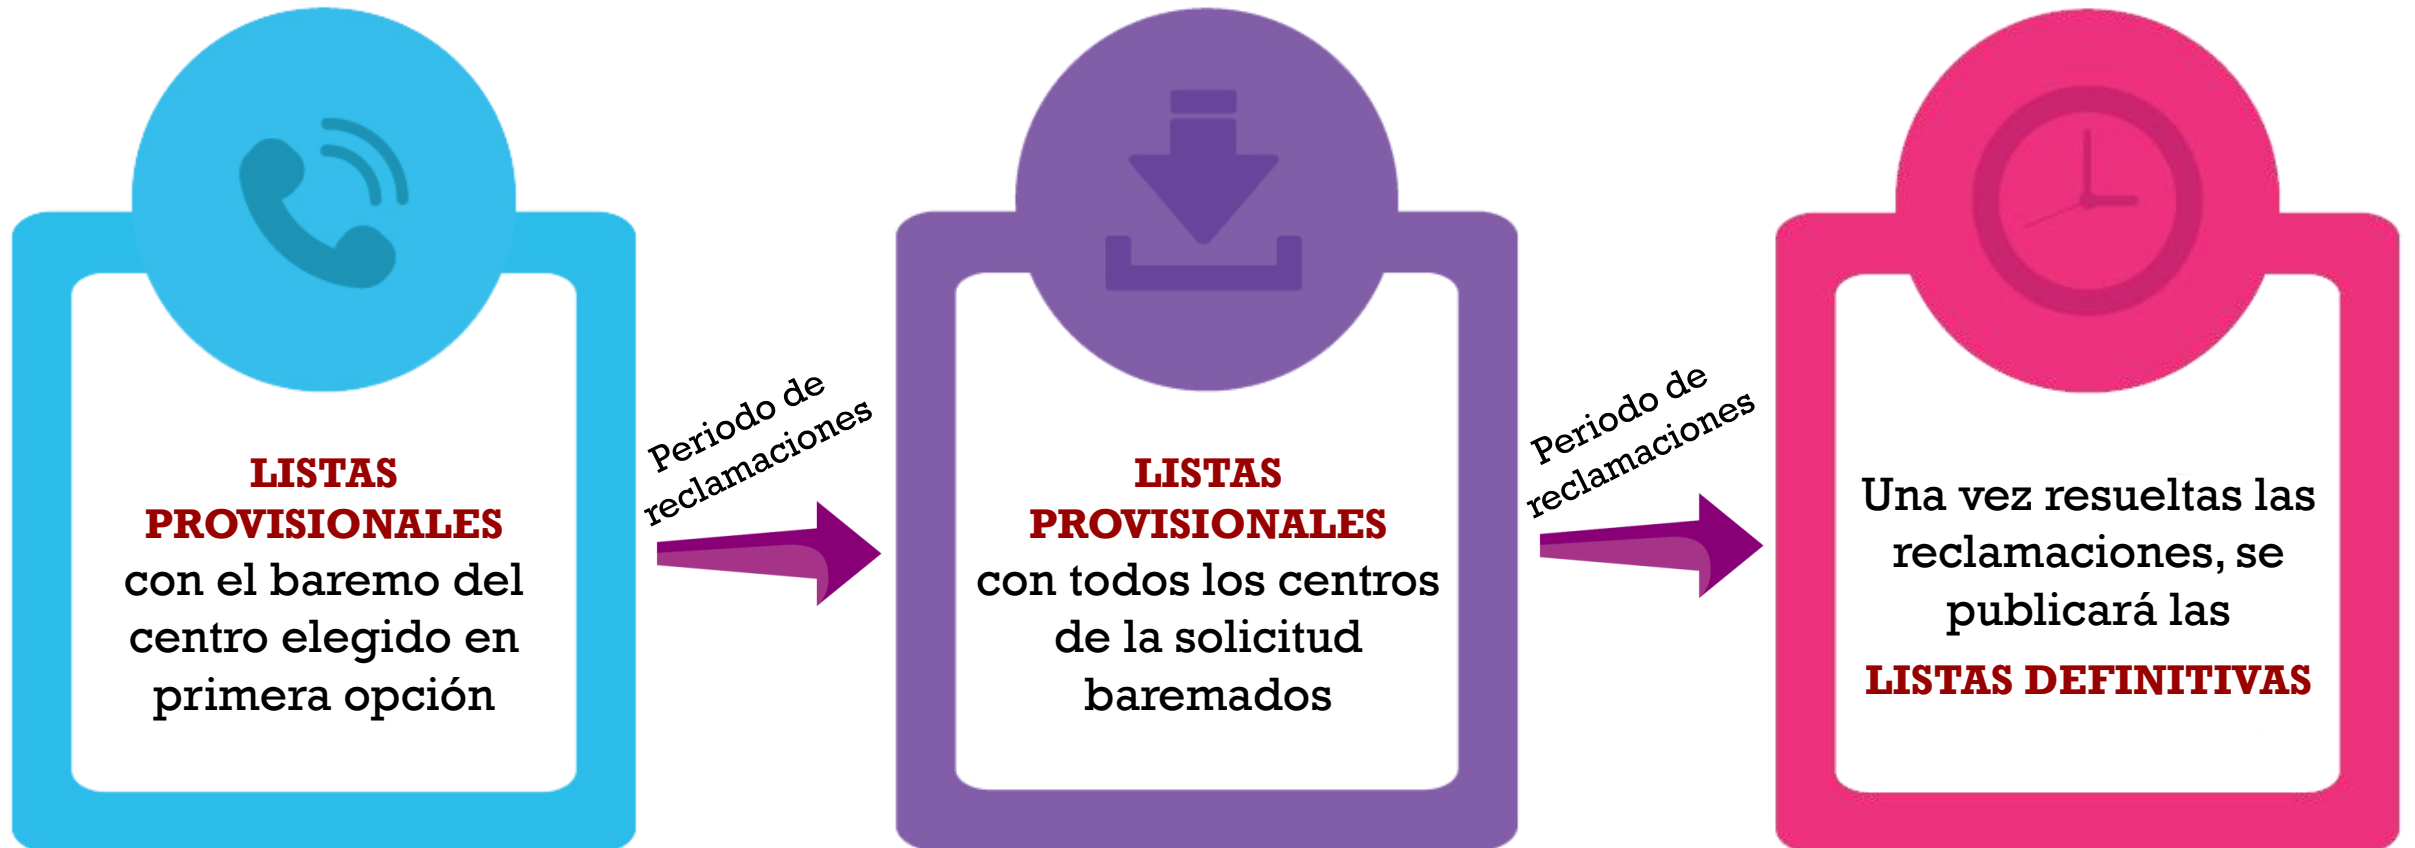 LISTAS
PROVISIONALES
con el baremo del
centro elegido en
primera opción
Periodo de
reclamaciones
LISTAS
PROVISIONALES
con todos los centros
de la solicitud
baremados
Periodo de
reclamaciones
Una vez resueltas las
reclamaciones, se
publicará las
LISTAS DEFINITIVAS